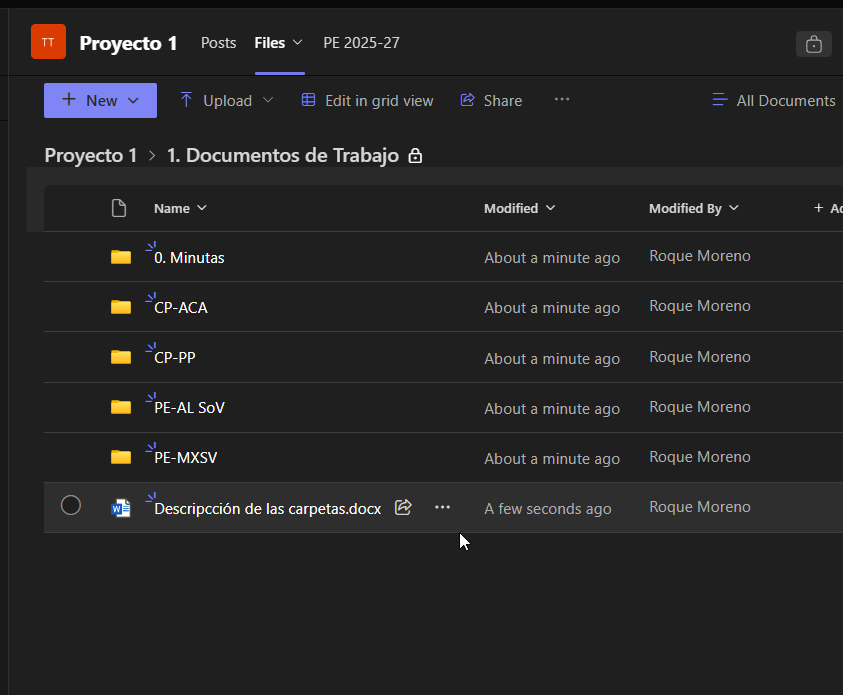 TT Proyecto 1 Posts Files PE 2025-27
+ New Upload Edit in grid view Share ... All Documents
Proyecto 1 > 1. Documentos de Trabajo
Name Modified Modified By +
0. Minutas About a minute ago Roque Moreno
CP-ACA About a minute ago Roque Moreno
CP-PP About a minute ago Roque Moreno
PE-AL SoV About a minute ago Roque Moreno
PE-MXSV About a minute ago Roque Moreno
Descripcción de las carpetas.docx ... A few seconds ago Roque Moreno